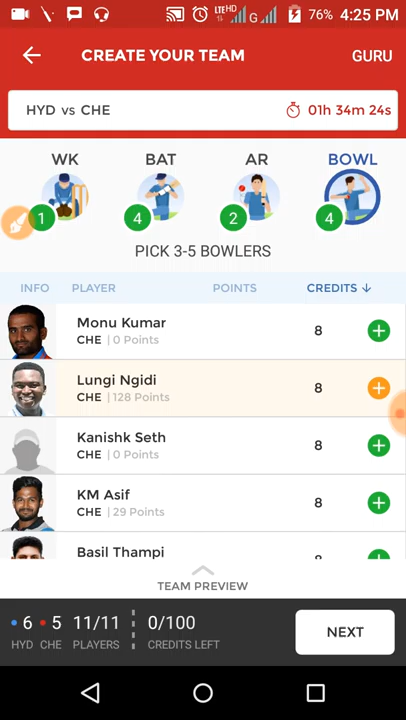 LTE HD G 76% 4:25 PM
CREATE YOUR TEAM GURU
HYD vs CHE 01h 34m 24s
WK BAT AR BOWL
1 4 2 4
PICK 3-5 BOWLERS
INFO PLAYER POINTS CREDITS ↓
Monu Kumar
CHE | 0 Points 8
Lungi Ngidi
CHE | 128 Points 8
Kanishk Seth
CHE | 0 Points 8
KM Asif
CHE | 29 Points 8
Basil Thampi
TEAM PREVIEW
6 5 11/11 0/100
HYD CHE PLAYERS CREDITS LEFT
NEXT